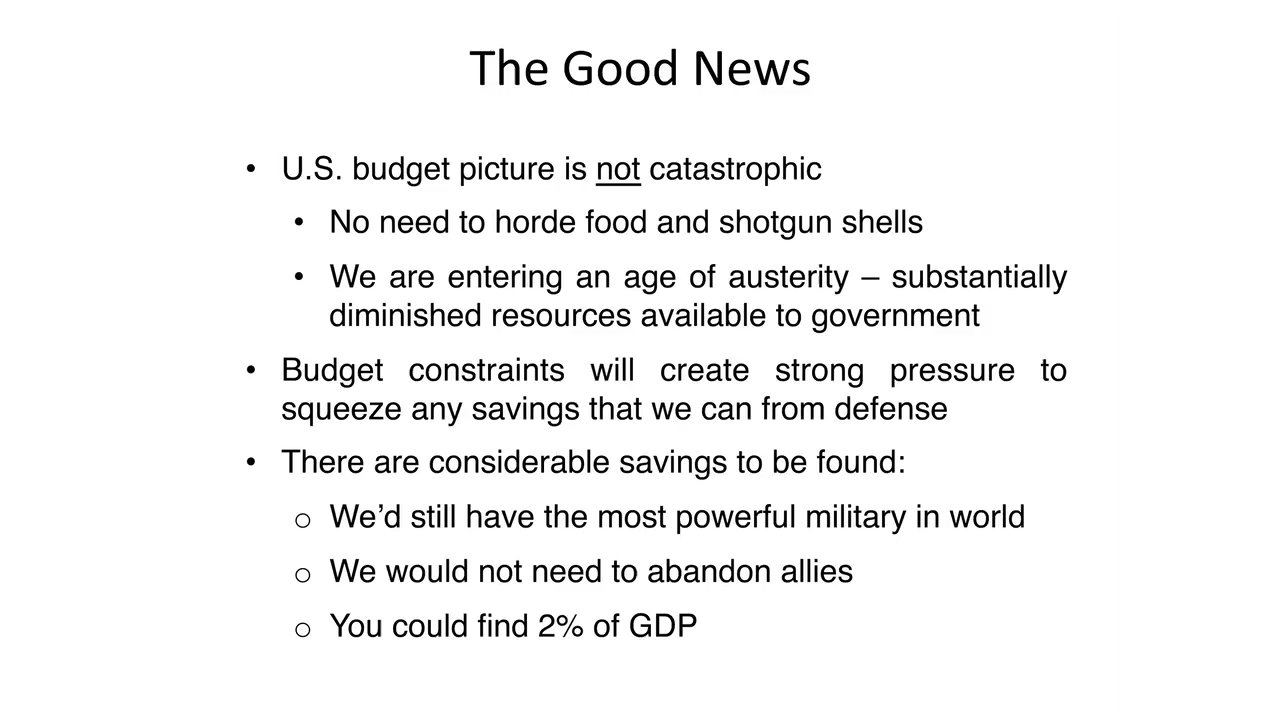 The Good News
• U.S. budget picture is not catastrophic
• No need to horde food and shotgun shells
• We are entering an age of austerity – substantially
diminished resources available to government
• Budget constraints will create strong pressure to
squeeze any savings that we can from defense
• There are considerable savings to be found:
o We’d still have the most powerful military in world
o We would not need to abandon allies
o You could find 2% of GDP